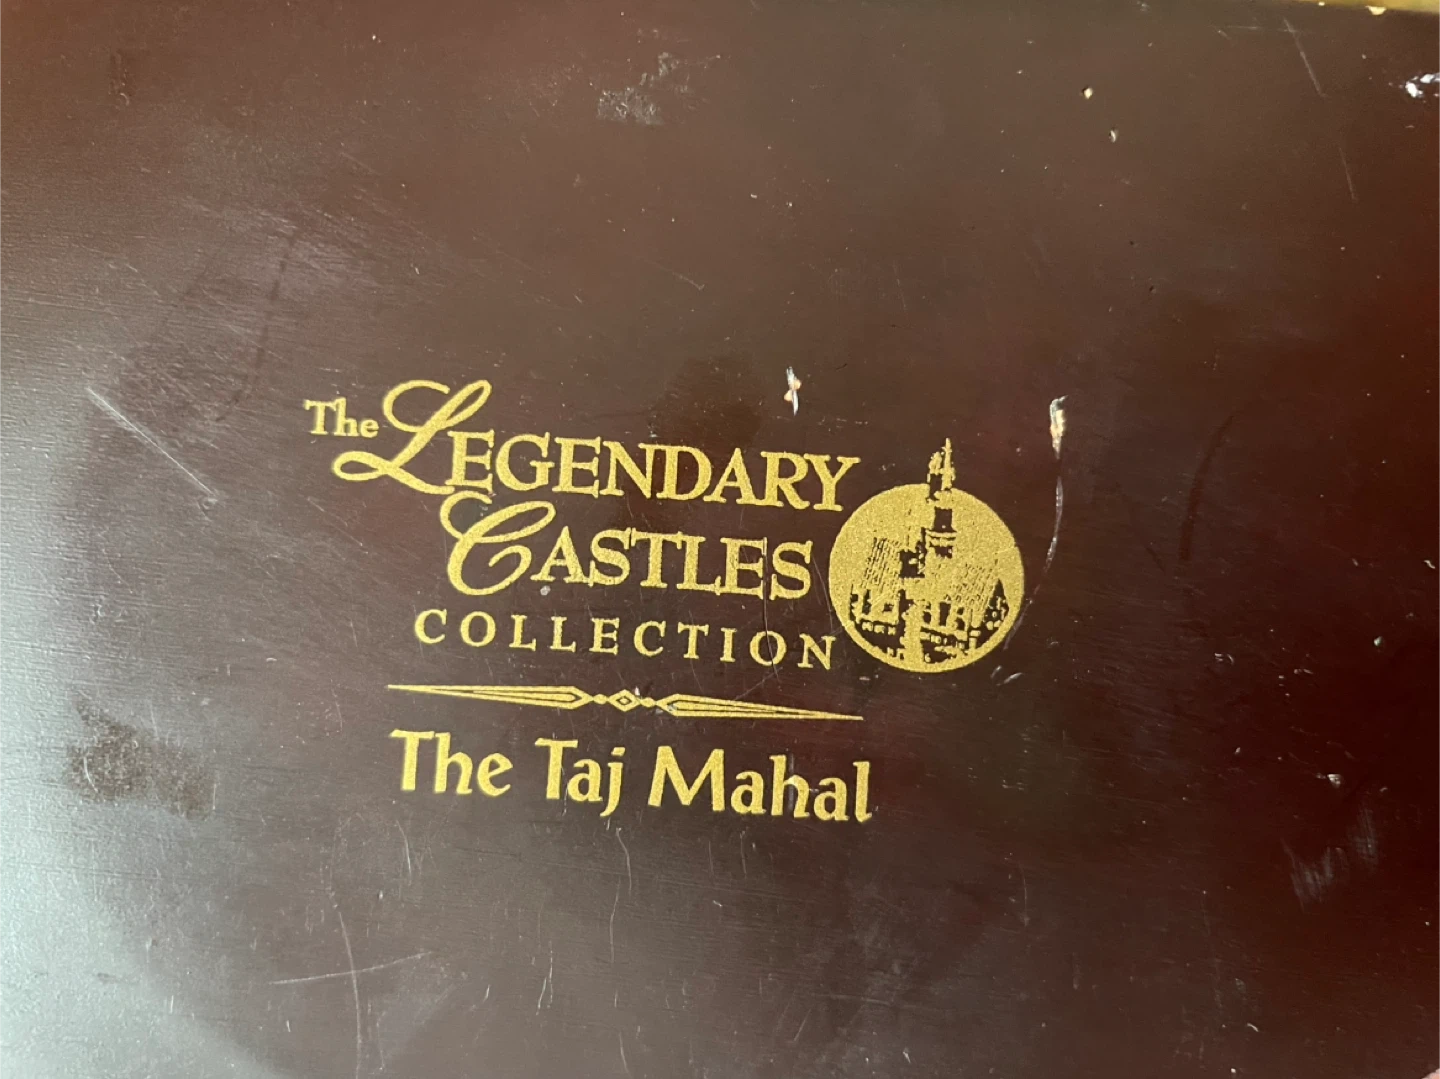 The LEGENDARY
CASTLES
COLLECTION
The Taj Mahal